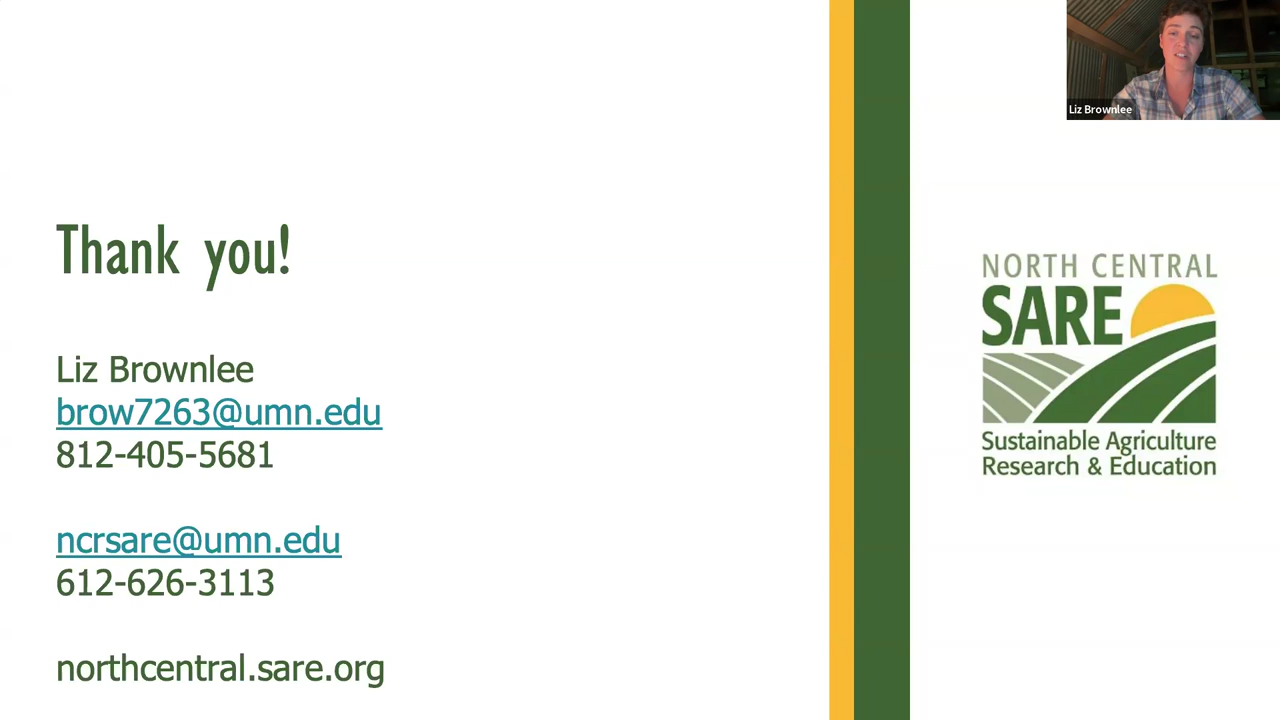 Thank you!
Liz Brownlee
brow7263@umn.edu
812-405-5681
ncrsare@umn.edu
612-626-3113
northcentral.sare.org
Liz Brownlee
NORTH CENTRAL
SARE
Sustainable Agriculture
Research & Education